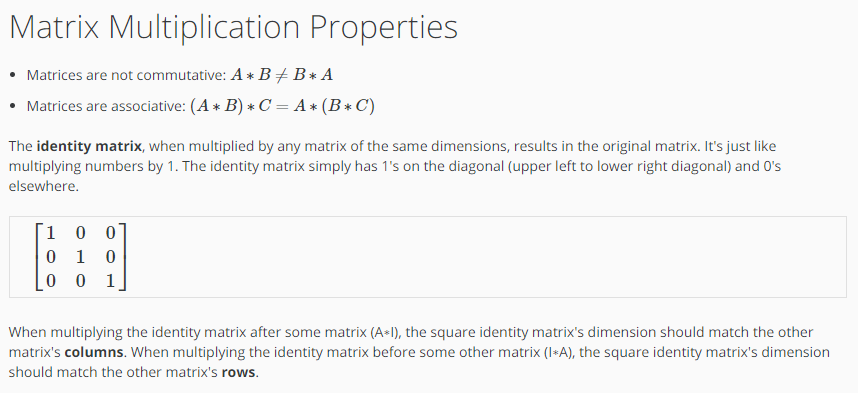 Matrix Multiplication Properties
• Matrices are not commutative: A ∗ B ≠ B ∗ A
• Matrices are associative: (A ∗ B) ∗ C = A ∗ (B ∗ C)
The identity matrix, when multiplied by any matrix of the same dimensions, results in the original matrix. It's just like
multiplying numbers by 1. The identity matrix simply has 1's on the diagonal (upper left to lower right diagonal) and 0's
elsewhere.
1 0 0
0 1 0
0 0 1
When multiplying the identity matrix after some matrix (A∗I), the square identity matrix's dimension should match the other
matrix's columns. When multiplying the identity matrix before some other matrix (I∗A), the square identity matrix's dimension
should match the other matrix's rows.